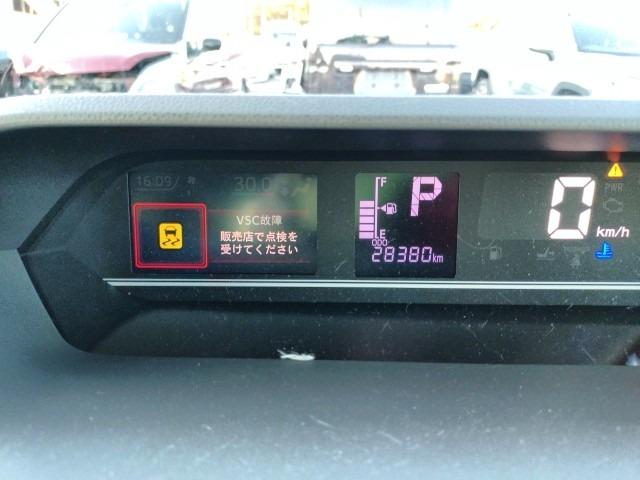 16:09
30.0
VSC故障
販売店で点検を
受けてください
F
E
P
ODO
28380km
PWR
0
km/h